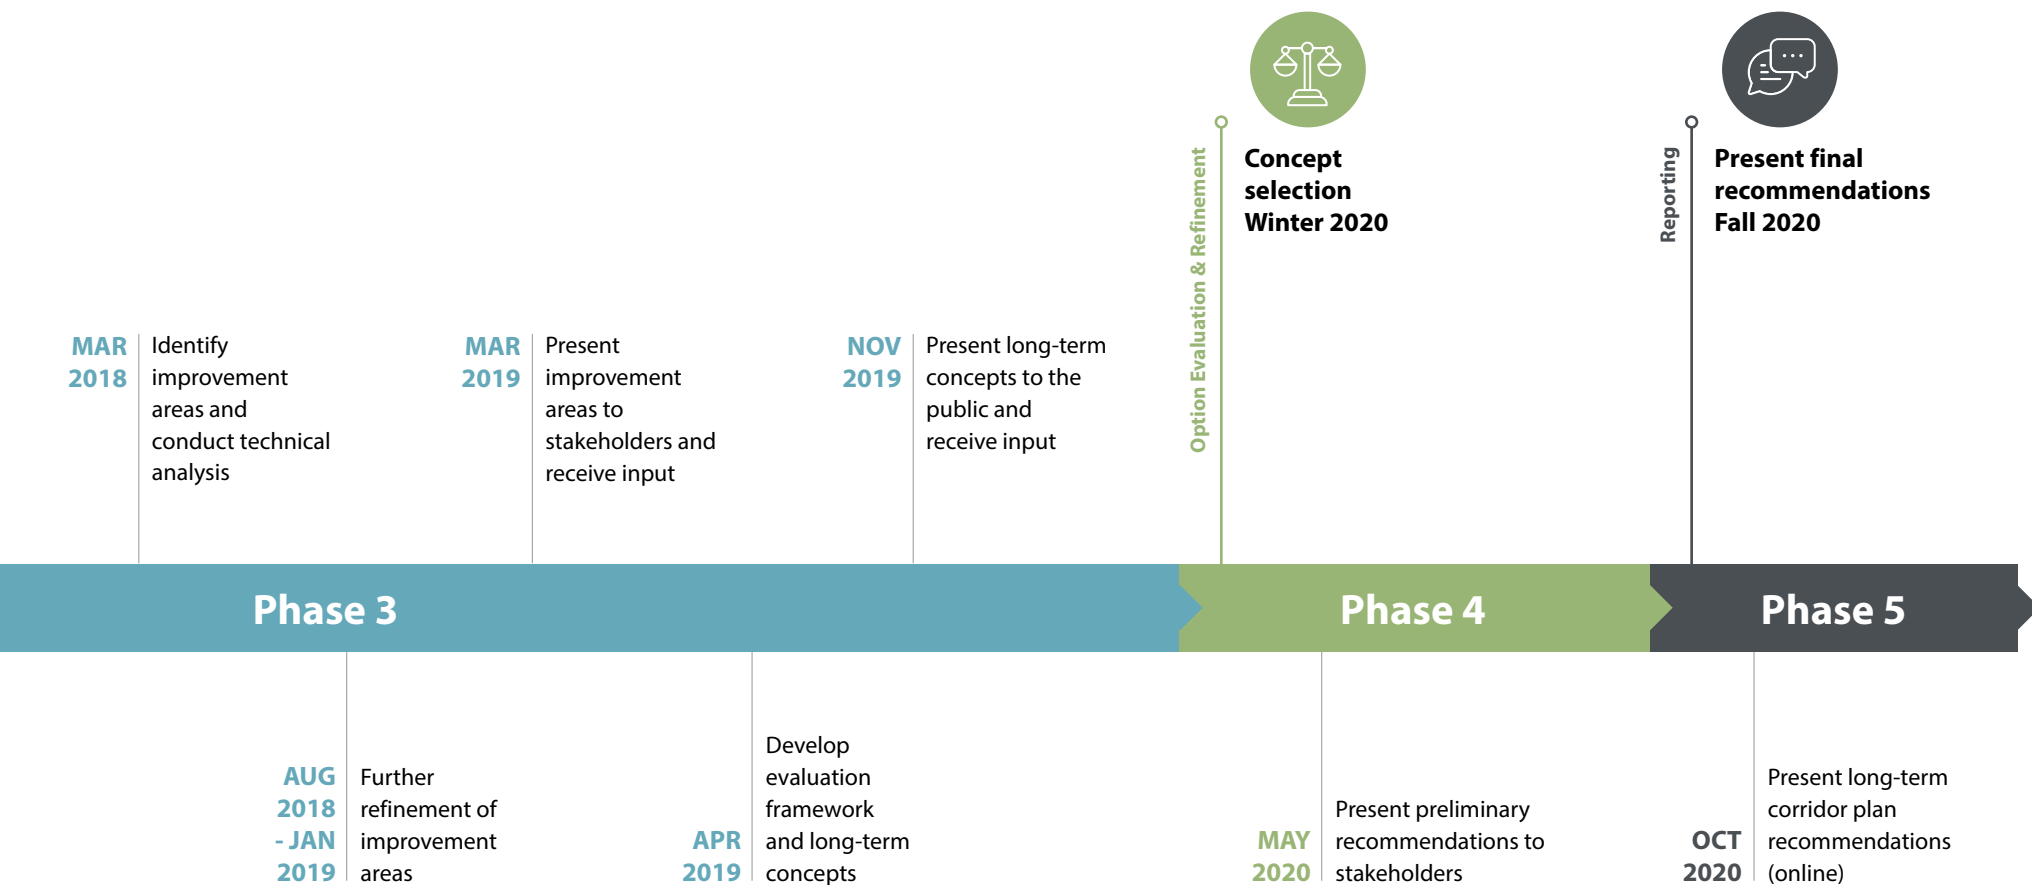 Option Evaluation & Refinement
Concept
selection
Winter 2020
Reporting
Present final
recommendations
Fall 2020
MAR
2018
Identify
improvement
areas and
conduct technical
analysis
MAR
2019
Present
improvement
areas to
stakeholders and
receive input
NOV
2019
Present long-term
concepts to the
public and
receive input
Phase 3
Phase 4
Phase 5
AUG
2018
- JAN
2019
Further
refinement of
improvement
areas
APR
2019
Develop
evaluation
framework
and long-term
concepts
MAY
2020
Present preliminary
recommendations to
stakeholders
OCT
2020
Present long-term
corridor plan
recommendations
(online)